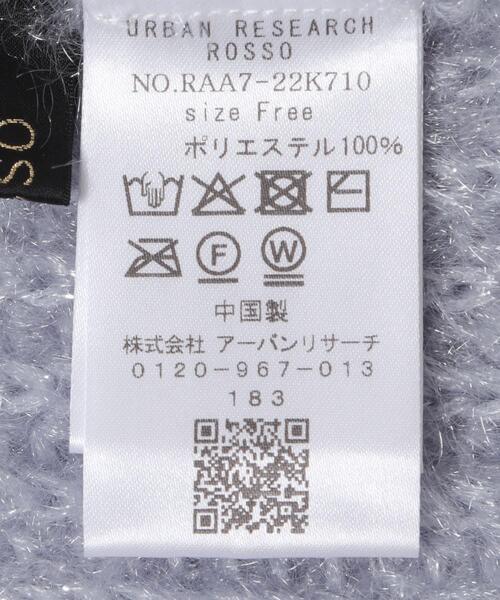 URBAN RESEARCH
ROSSO
NO.RAA7-22K710
size Free
ポリエステル100%
F W
中国製
株式会社 アーバンリサーチ
0120-967-013
183
SO